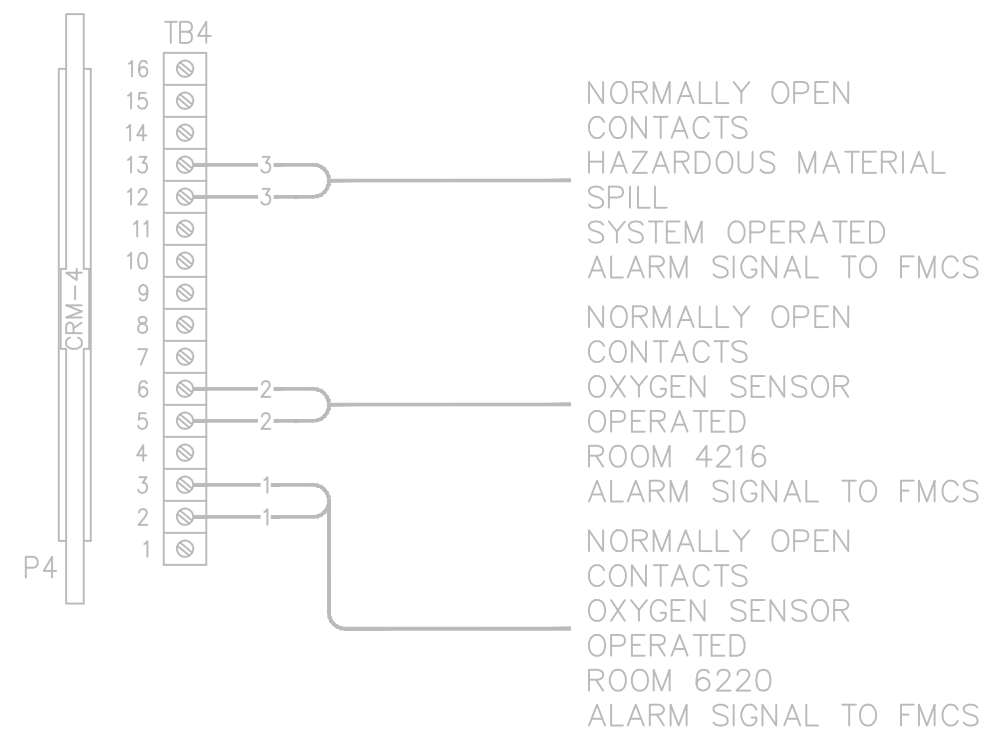 TB4
16
15
14
13
12
11
10
9
8
7
6
5
4
3
2
1
3
3
2
2
1
1
CRM-4
P4
NORMALLY OPEN
CONTACTS
HAZARDOUS MATERIAL
SPILL
SYSTEM OPERATED
ALARM SIGNAL TO FMCS
NORMALLY OPEN
CONTACTS
OXYGEN SENSOR
OPERATED
ROOM 4216
ALARM SIGNAL TO FMCS
NORMALLY OPEN
CONTACTS
OXYGEN SENSOR
OPERATED
ROOM 6220
ALARM SIGNAL TO FMCS